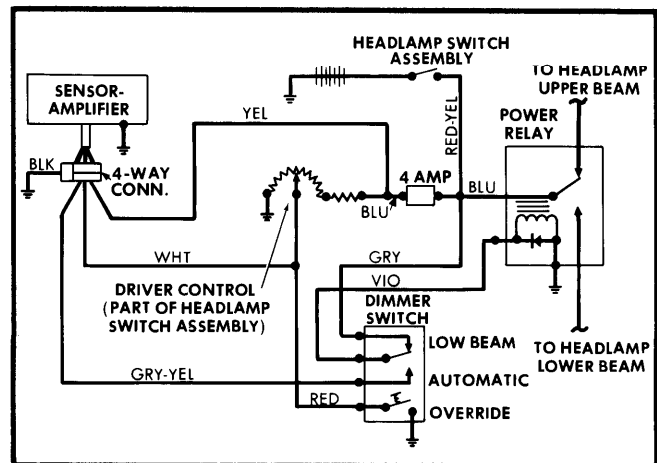 HEADLAMP SWITCH
ASSEMBLY
TO HEADLAMP
UPPER BEAM
SENSOR-
AMPLIFIER
POWER
RELAY
YEL
RED-YEL
BLK
4-WAY
CONN.
4 AMP
BLU
BLU
WHT
GRY
VIO
DRIVER CONTROL
(PART OF HEADLAMP
SWITCH ASSEMBLY)
DIMMER
SWITCH
LOW BEAM
TO HEADLAMP
LOWER BEAM
GRY-YEL
AUTOMATIC
RED
OVERRIDE